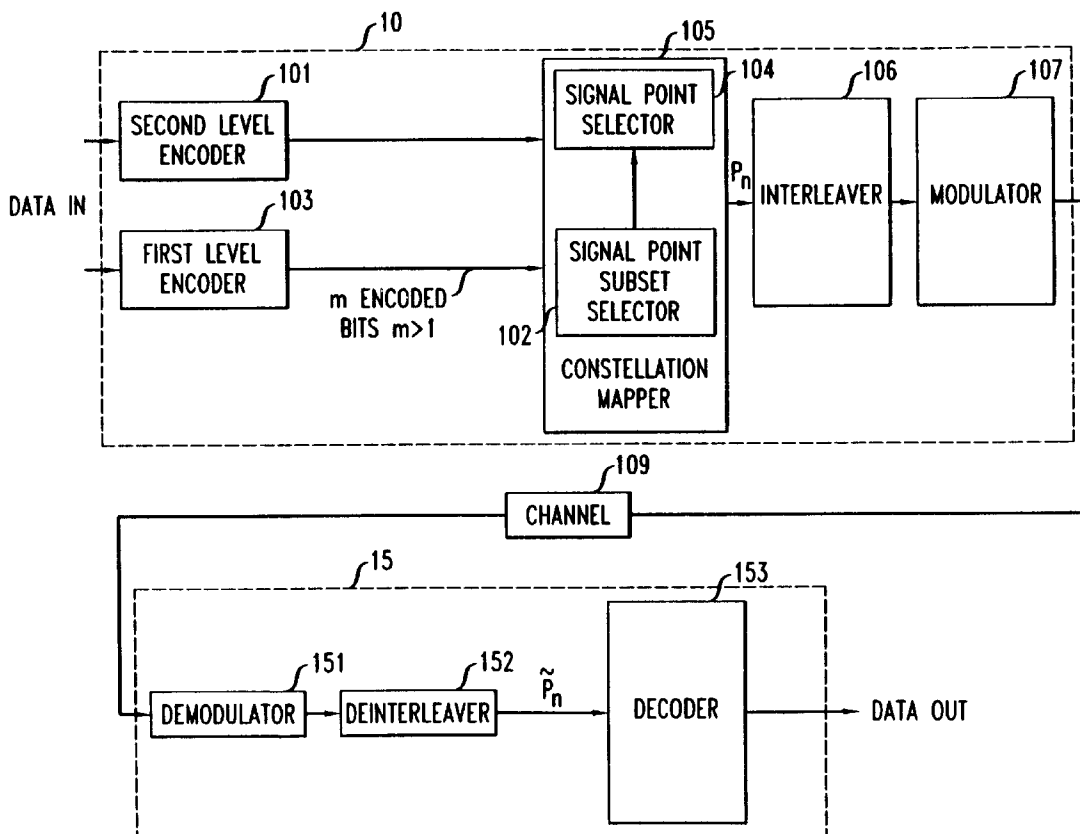 10
105
101
104
106
107
SECOND LEVEL
ENCODER
SIGNAL POINT
SELECTOR
DATA IN
103
Pn
INTERLEAVER
MODULATOR
FIRST LEVEL
ENCODER
m ENCODED
BITS m>1
SIGNAL POINT
SUBSET
SELECTOR
102
CONSTELLATION
MAPPER
109
CHANNEL
15
153
151
152
P̃n
DEMODULATOR
DEINTERLEAVER
DECODER
DATA OUT